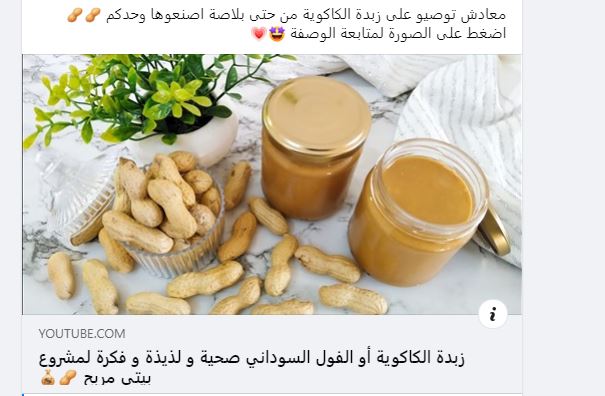 معادش توصيو على زبدة الكاكوية من حتى بلاصة اصنعوها وحدكم 🥜🥜
اضغط على الصورة لمتابعة الوصفة 🤩💗
YOUTUBE.COM
زبدة الكاكوية أو الفول السوداني صحية و لذيذة و فكرة لمشروع
بيتي مربح 🥜💰